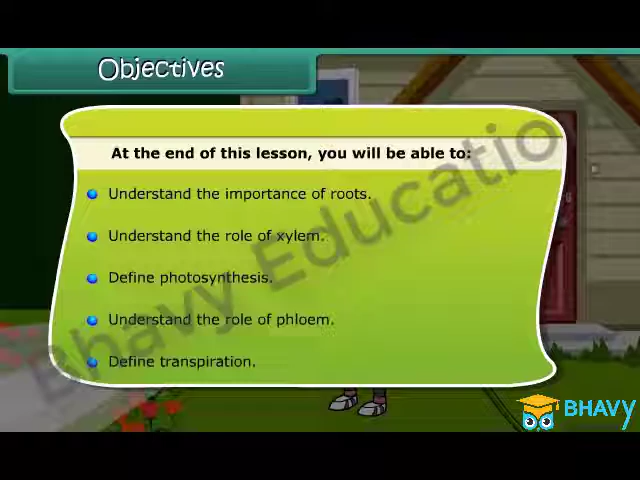 Objectives
At the end of this lesson, you will be able to:
Understand the importance of roots.
Understand the role of xylem.
Define photosynthesis.
Understand the role of phloem.
Define transpiration.
Bhavy Educatio
BHAVY